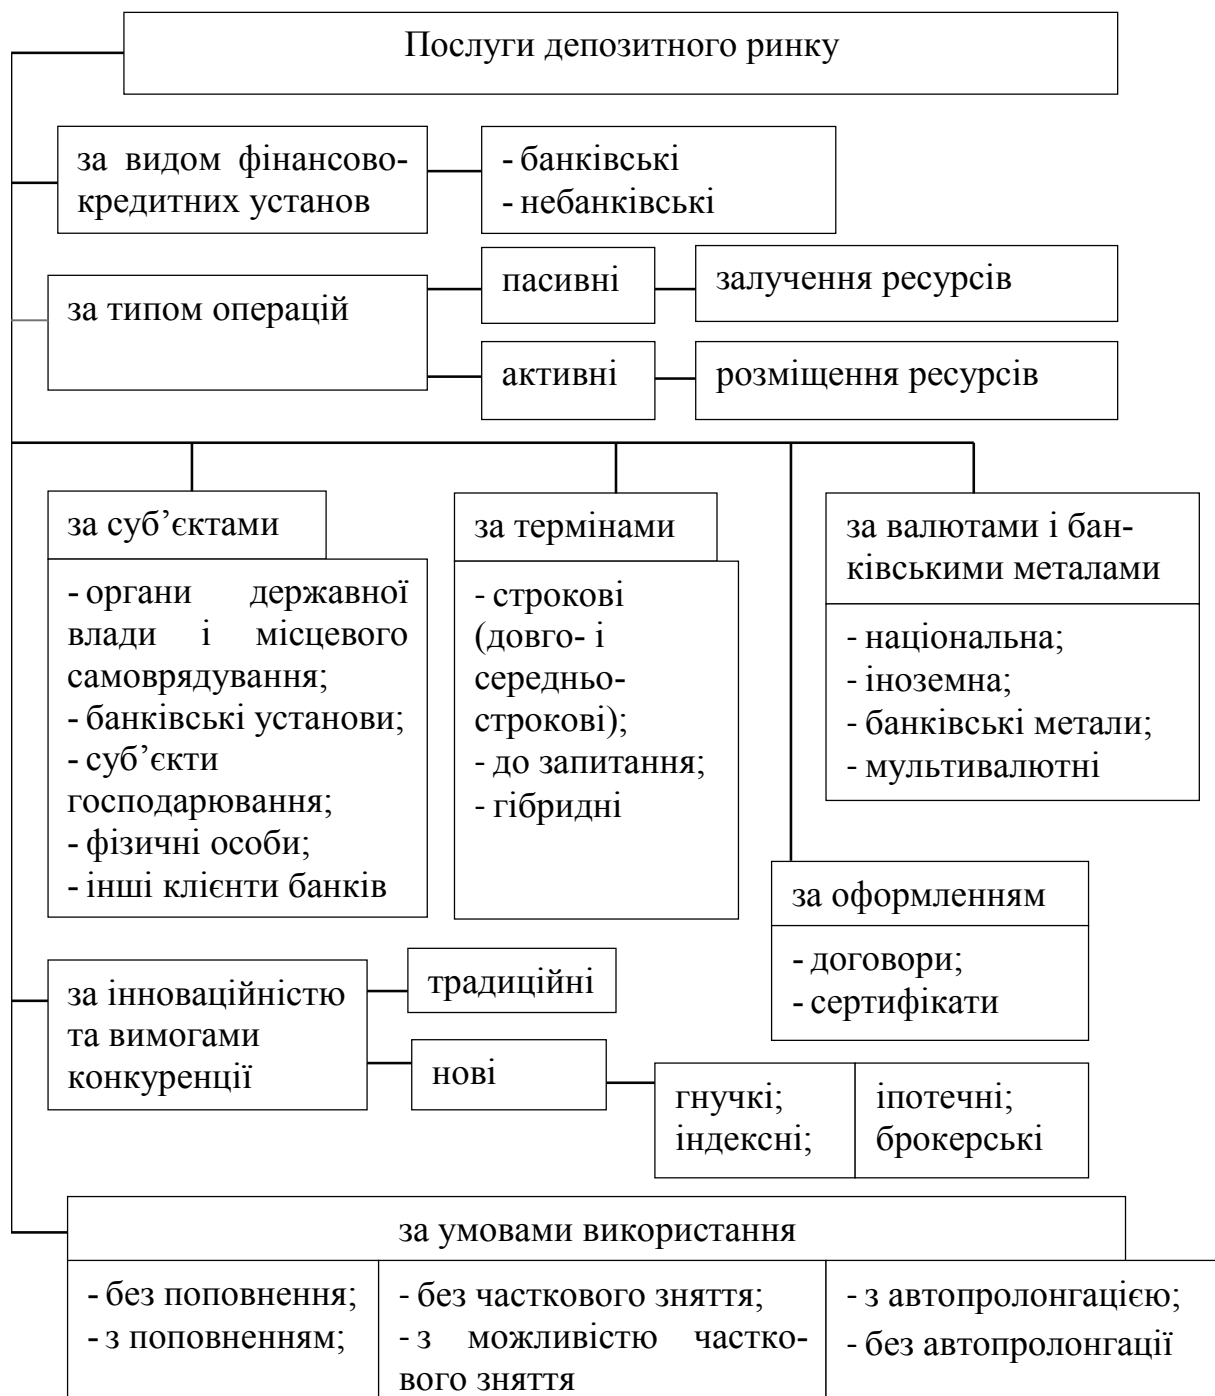 Послуги депозитного ринку
за видом фінансово-
кредитних установ
- банківські
- небанківські
за типом операцій
пасивні
залучення ресурсів
активні
розміщення ресурсів
за суб’єктами
- органи державної
влади і місцевого
самоврядування;
- банківські установи;
- суб’єкти
господарювання;
- фізичні особи;
- інші клієнти банків
за термінами
- строкові
(довго- і
середньо-
строкові);
- до запитання;
- гібридні
за валютами і бан-
ківськими металами
- національна;
- іноземна;
- банківські метали;
- мультивалютні
за оформленням
- договори;
- сертифікати
за інноваційністю
та вимогами
конкуренції
традиційні
нові
гнучкі;
індексні;
іпотечні;
брокерські
за умовами використання
- без поповнення;
- з поповненням;
- без часткового зняття;
- з можливістю частко-
вого зняття
- з автопролонгацією;
- без автопролонгації